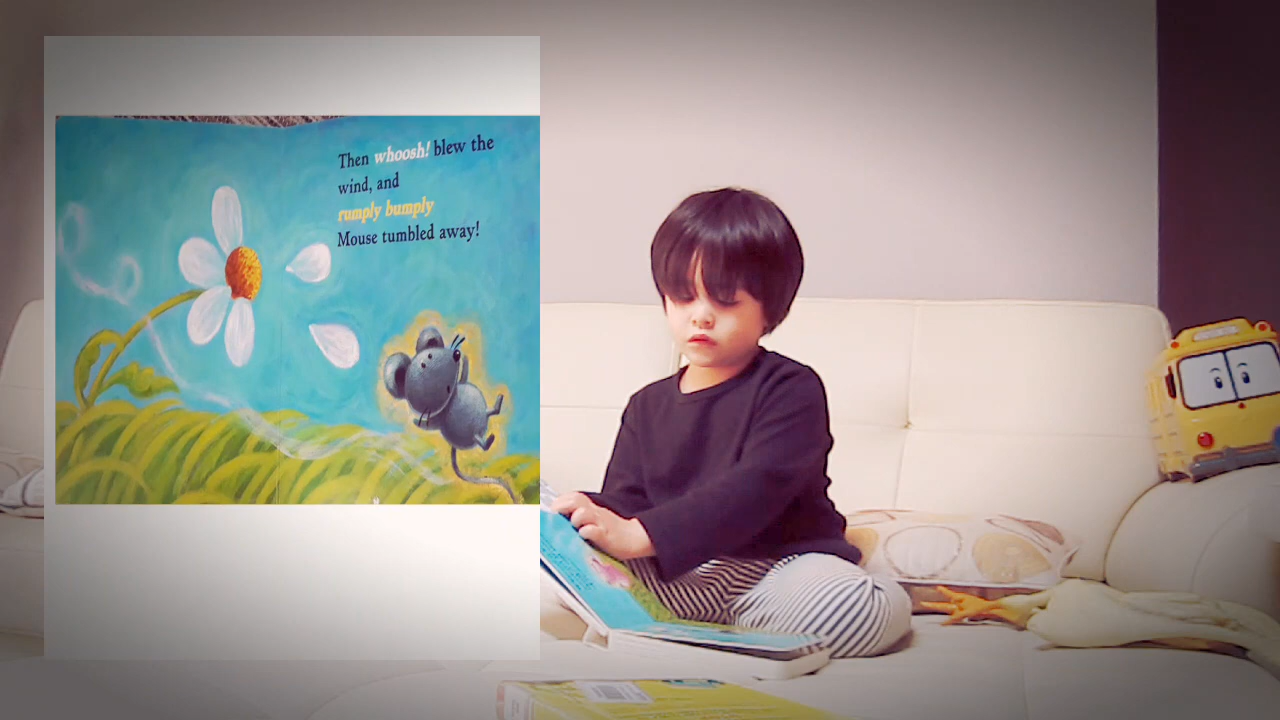 Then whoosh! blew the
wind, and
rumply bumply
Mouse tumbled away!